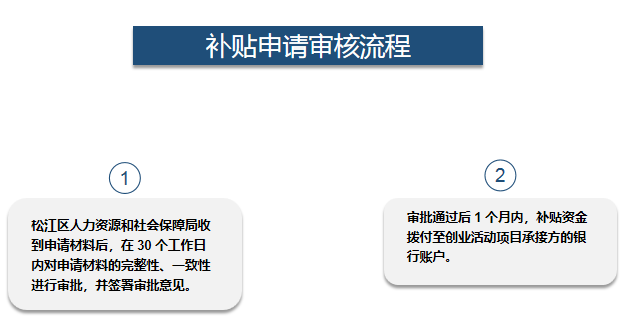 补贴申请审核流程
1
松江区人力资源和社会保障局收
到申请材料后，在 30 个工作日
内对申请材料的完整性、一致性
进行审批，并签署审批意见。
2
审批通过后 1 个月内，补贴资金
拨付至创业活动项目承接方的银
行账户。